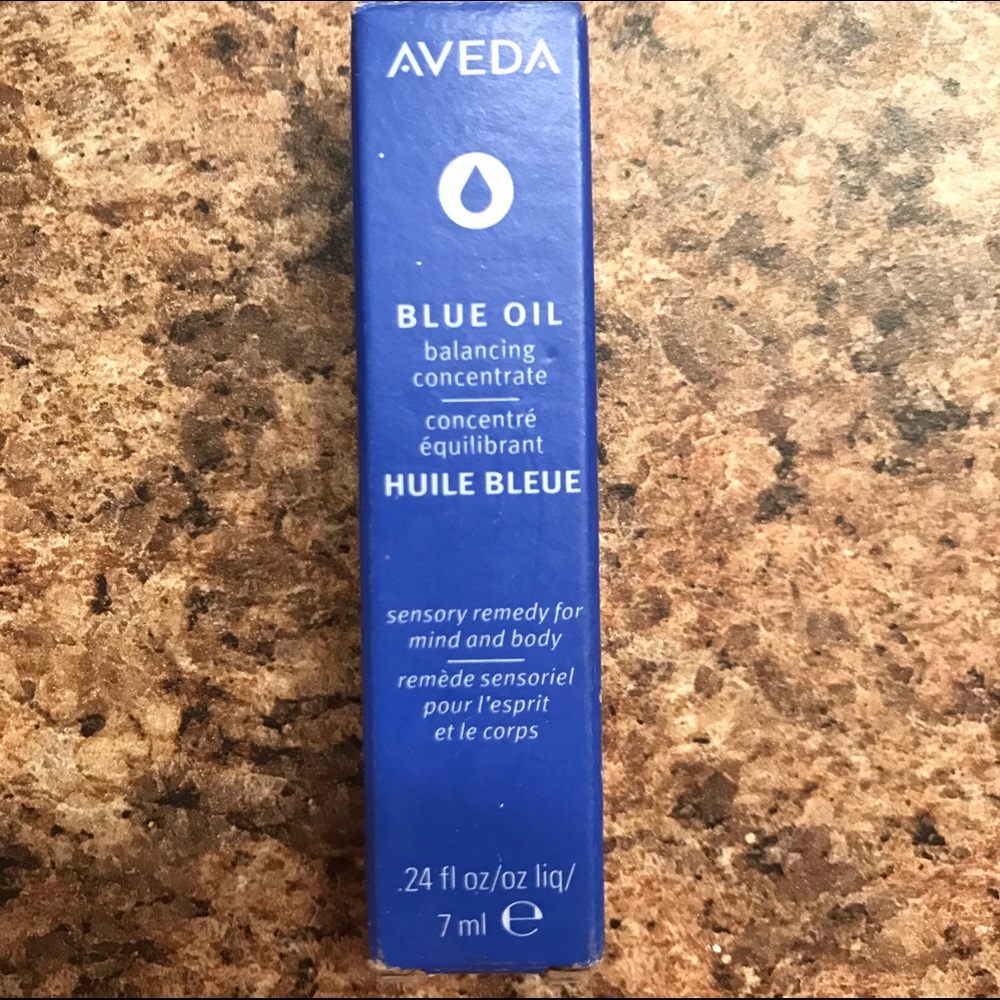 AVEDA
BLUE OIL
balancing
concentrate
concentré
équilibrant
HUILE BLEUE
sensory remedy for
mind and body
remède sensoriel
pour l'esprit
et le corps
.24 fl oz/oz liq/
7 ml ℮